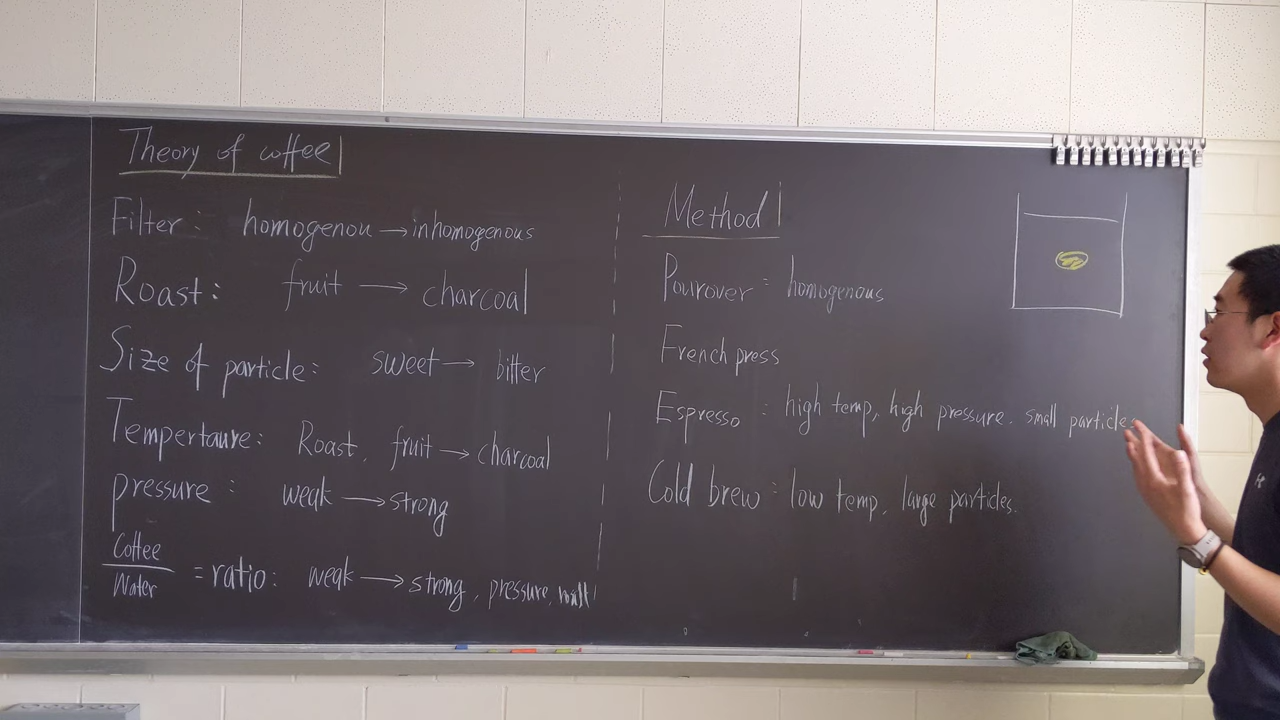 Theory of coffee
Filter: homogenou → inhomogenous
Roast: fruit → charcoal
Size of particle: sweet → bitter
Tempertaure: Roast, fruit → charcoal
pressure: weak → strong
Coffee
Water
= ratio: weak → strong, pressure,
Method
Pourover: homogenous
French press
Espresso: high temp, high pressure. small particles
Cold brew: low temp, large particles.